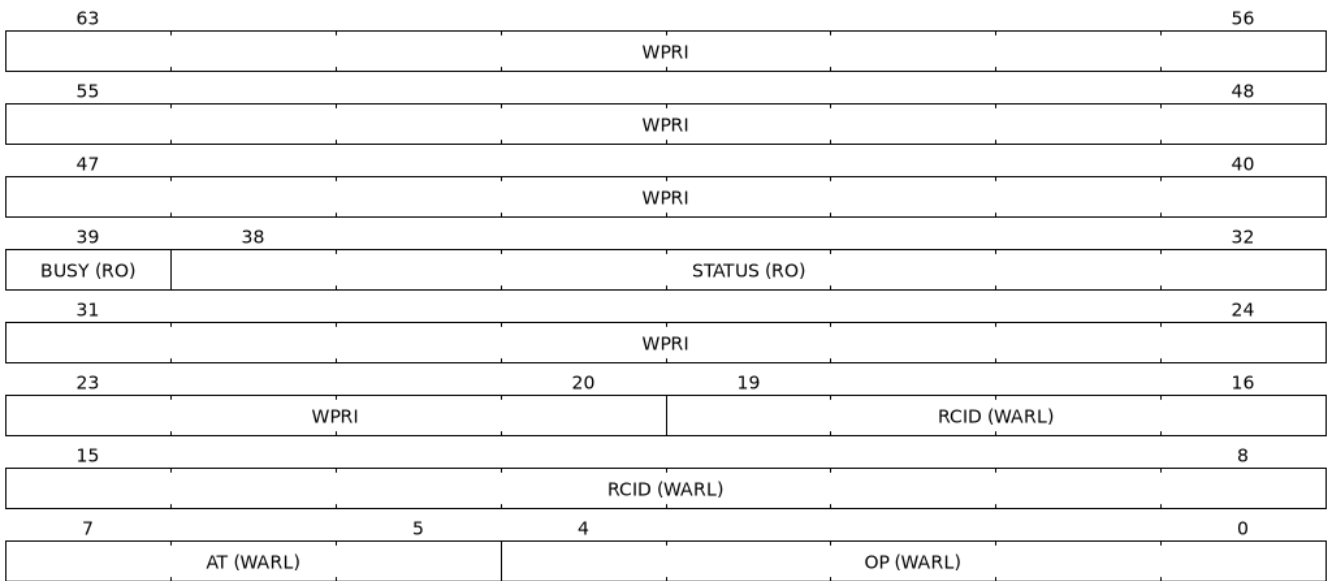 63 56
WPRI
55 48
WPRI
47 40
WPRI
39 38 32
BUSY (RO) STATUS (RO)
31 24
WPRI
23 20 19 16
WPRI RCID (WARL)
15 8
RCID (WARL)
7 5 4 0
AT (WARL) OP (WARL)